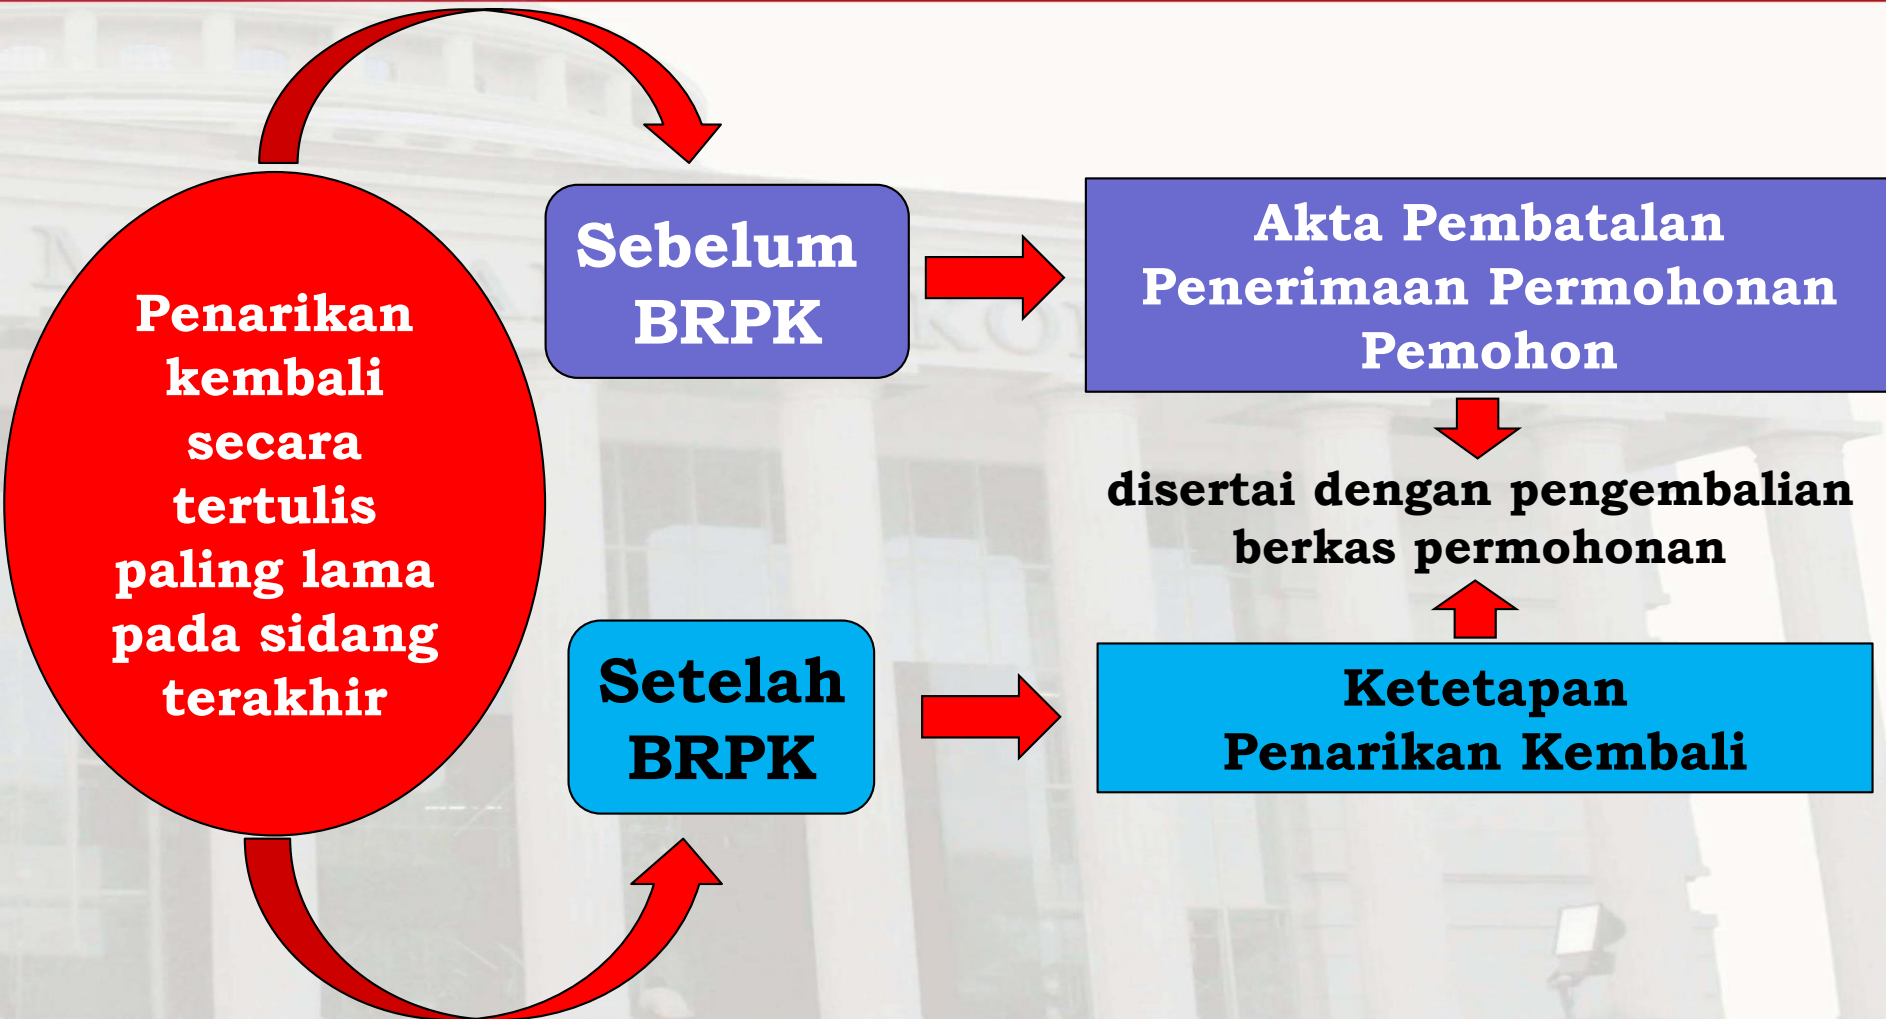 Penarikan
kembali
secara
tertulis
paling lama
pada sidang
terakhir
Sebelum
BRPK
Akta Pembatalan
Penerimaan Permohonan
Pemohon
disertai dengan pengembalian
berkas permohonan
Setelah
BRPK
Ketetapan
Penarikan Kembali